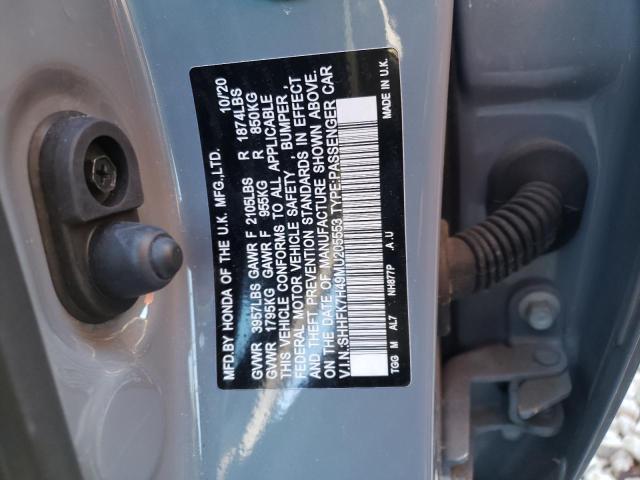 MFD.BY HONDA OF THE U.K. MFG.,LTD. 10/'20
GVWR 3957LBS GAWR F 2105LBS R 1874LBS
GVWR 1795KG GAWR F 955KG R 850KG
THIS VEHICLE CONFORMS TO ALL APPLICABLE
FEDERAL MOTOR VEHICLE SAFETY, BUMPER,
AND THEFT PREVENTION STANDARDS IN EFFECT
ON THE DATE OF MANUFACTURE SHOWN ABOVE.
V.I.N.:SHHFK7H49MU205553 TYPE:PASSENGER CAR
TGG M AL7 NH877P .A.U MADE IN U.K.